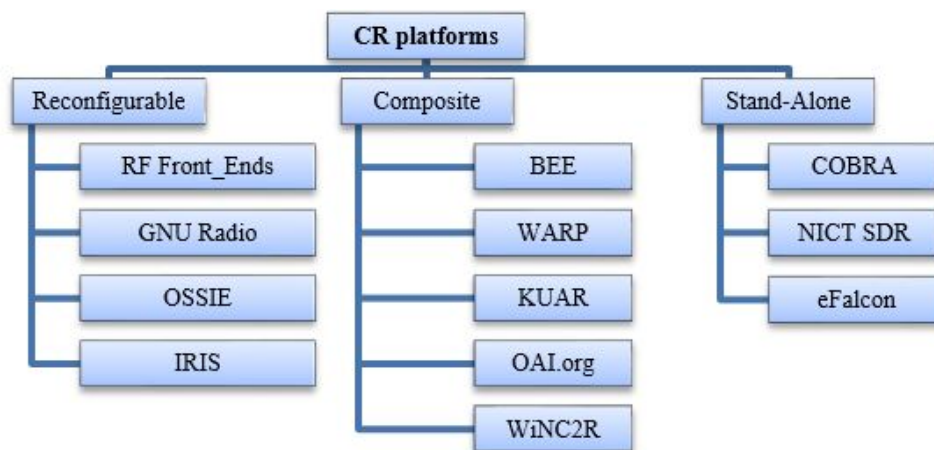 CR platforms
Reconfigurable
RF Front_Ends
GNU Radio
OSSIE
IRIS
Composite
BEE
WARP
KUAR
OAI.org
WiNC2R
Stand-Alone
COBRA
NICT SDR
eFalcon